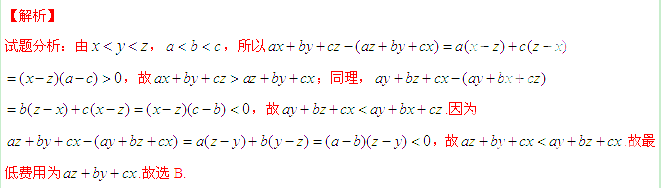 【解析】
试题分析：由 x < y < z，a < b < c，所以 ax + by + cz − (az + by + cx) = a(x − z) + c(z − x)
= (x − z)(a − c) > 0，故 ax + by + cz > az + by + cx；同理，ay + bz + cx − (ay + bx + cz)
= b(z − x) + c(x − z) = (x − z)(c − b) < 0，故 ay + bz + cx < ay + bx + cz .因为
az + by + cx − (ay + bz + cx) = a(z − y) + b(y − z) = (a − b)(z − y) < 0，故 az + by + cx < ay + bz + cx .故最
低费用为 az + by + cx .故选 B.